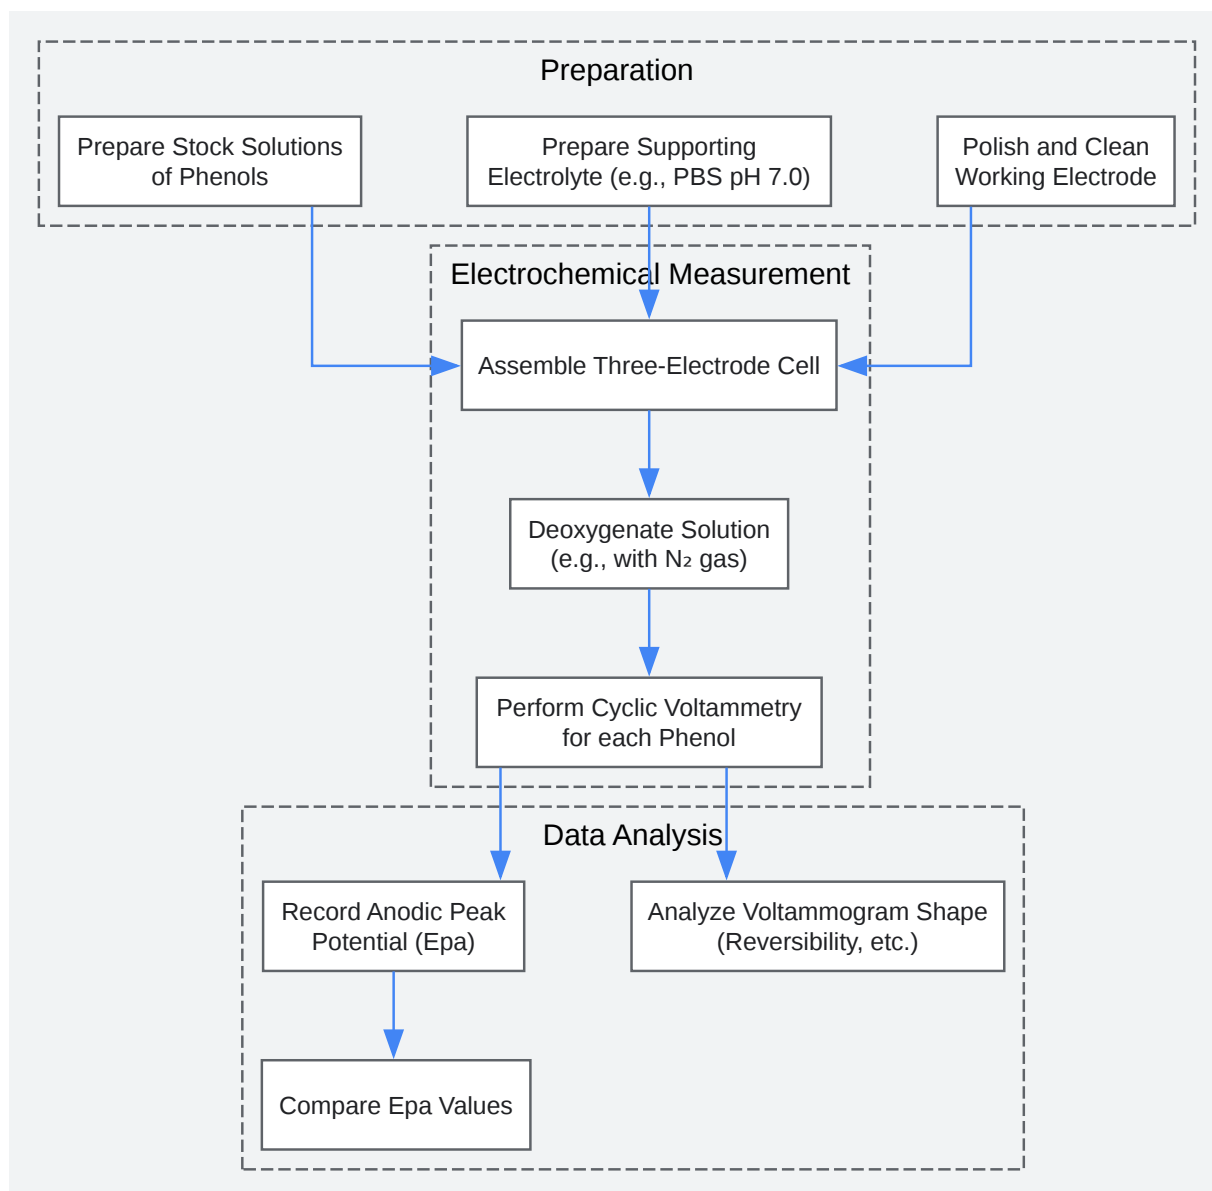 Preparation
Prepare Stock Solutions
of Phenols
Prepare Supporting
Electrolyte (e.g., PBS pH 7.0)
Polish and Clean
Working Electrode
Electrochemical Measurement
Assemble Three-Electrode Cell
Deoxygenate Solution
(e.g., with N₂ gas)
Perform Cyclic Voltammetry
for each Phenol
Data Analysis
Record Anodic Peak
Potential (Epa)
Analyze Voltammogram Shape
(Reversibility, etc.)
Compare Epa Values